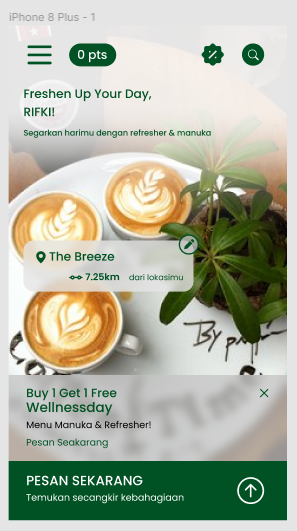 iPhone 8 Plus - 1
0 pts
Freshen Up Your Day,
RIFKI!
Segarkan harimu dengan refresher & manuka
The Breeze
7.25km dari lokasimu
By
Buy 1 Get 1 Free
Wellnessday
Menu Manuka & Refresher!
Pesan Seakarang
PESAN SEKARANG
Temukan secangkir kebahagiaan